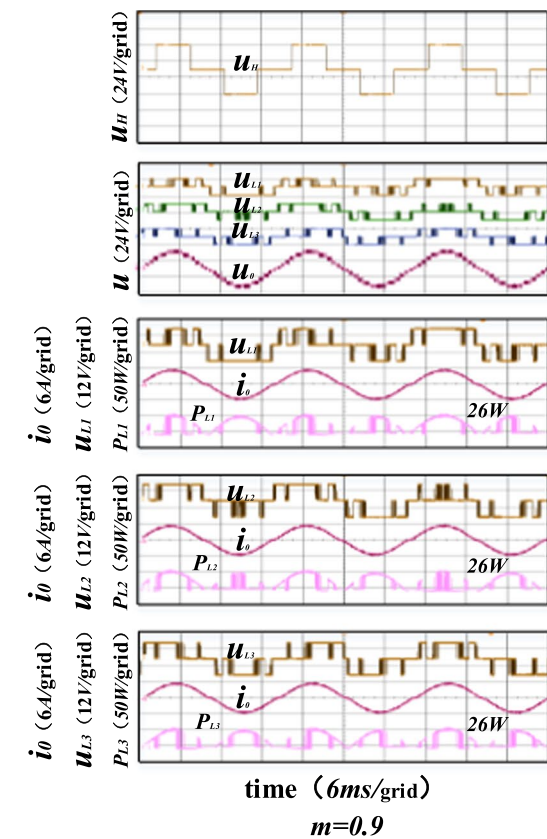 u_H (24V/grid)
u_H
u (24V/grid)
u_L1
u_L2
u_L3
u_0
i_0 (6A/grid)
u_L1 (12V/grid)
P_L1 (50W/grid)
u_L1
i_0
P_L1
26W
i_0 (6A/grid)
u_L2 (12V/grid)
P_L2 (50W/grid)
u_L2
i_0
P_L2
26W
i_0 (6A/grid)
u_L3 (12V/grid)
P_L3 (50W/grid)
u_L3
i_0
P_L3
26W
time (6ms/grid)
m=0.9